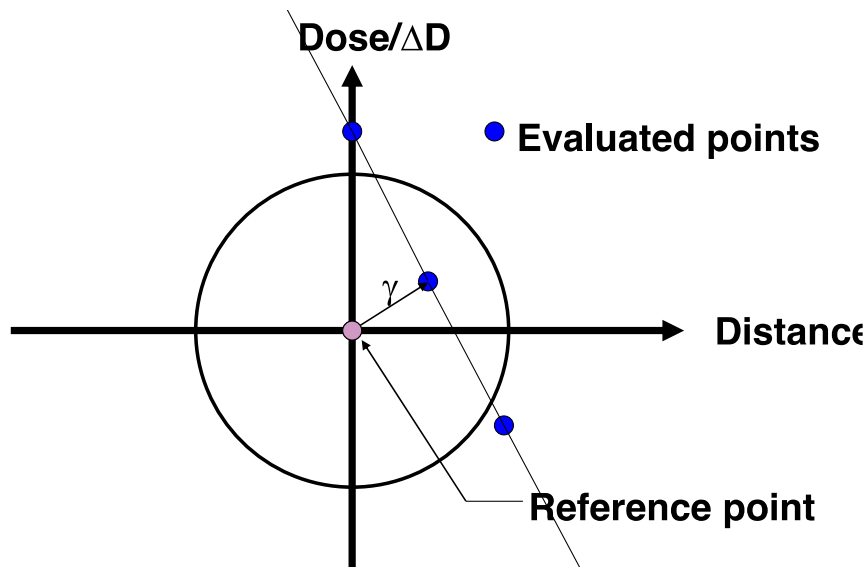 Dose/ΔD
Evaluated points
γ
Distance
Reference point